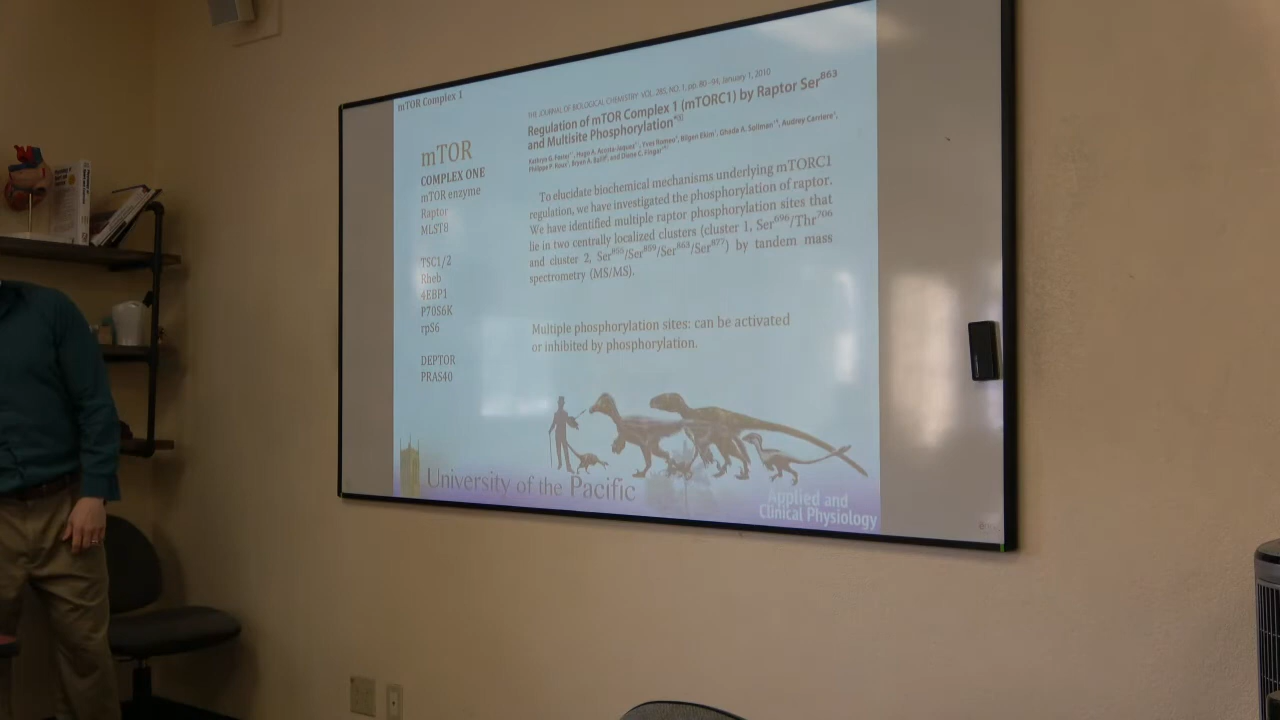 mTOR Complex 1
THE JOURNAL OF BIOLOGICAL CHEMISTRY VOL. 285, NO. 1, pp. 80–94, January 1, 2010
Regulation of mTOR Complex 1 (mTORC1) by Raptor Ser863
and Multisite Phosphorylation
mTOR
COMPLEX ONE
mTOR enzyme
Raptor
MLST8
TSC1/2
Rheb
4EBP1
P70S6K
rpS6
DEPTOR
PRAS40
To elucidate biochemical mechanisms underlying mTORC1
regulation, we have investigated the phosphorylation of raptor.
We have identified multiple raptor phosphorylation sites that
lie in two centrally localized clusters (cluster 1, Ser696/Thr706
and cluster 2, Ser855/Ser859/Ser863/Ser877) by tandem mass
spectrometry (MS/MS).
Multiple phosphorylation sites: can be activated
or inhibited by phosphorylation.
University of the Pacific
Applied and
Clinical Physiology